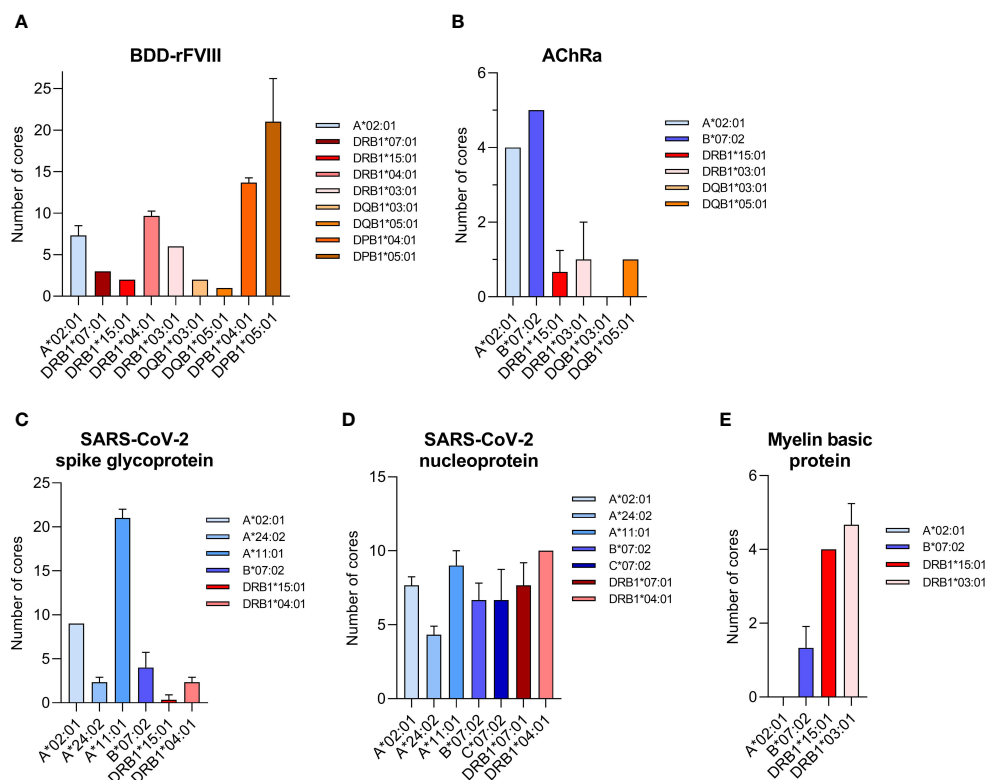 A
BDD-rFVIII
Number of cores
25
20
15
10
5
0
A*02:01
DRB1*07:01
DRB1*15:01
DRB1*04:01
DRB1*03:01
DQB1*03:01
DQB1*05:01
DPB1*04:01
DPB1*05:01
A*02:01
DRB1*07:01
DRB1*15:01
DRB1*04:01
DRB1*03:01
DQB1*03:01
DQB1*05:01
DPB1*04:01
DPB1*05:01
B
AChRa
Number of cores
6
4
2
0
A*02:01
B*07:02
DRB1*15:01
DRB1*03:01
DQB1*03:01
DQB1*05:01
A*02:01
B*07:02
DRB1*15:01
DRB1*03:01
DQB1*03:01
DQB1*05:01
C
SARS-CoV-2
spike glycoprotein
Number of cores
25
20
15
10
5
0
A*02:01
A*24:02
A*11:01
B*07:02
DRB1*15:01
DRB1*04:01
A*02:01
A*24:02
A*11:01
B*07:02
DRB1*15:01
DRB1*04:01
D
SARS-CoV-2
nucleoprotein
Number of cores
15
10
5
0
A*02:01
A*24:02
A*11:01
B*07:02
C*07:02
DRB1*07:01
DRB1*04:01
A*02:01
A*24:02
A*11:01
B*07:02
C*07:02
DRB1*07:01
DRB1*04:01
E
Myelin basic
protein
Number of cores
6
4
2
0
A*02:01
B*07:02
DRB1*15:01
DRB1*03:01
A*02:01
B*07:02
DRB1*15:01
DRB1*03:01